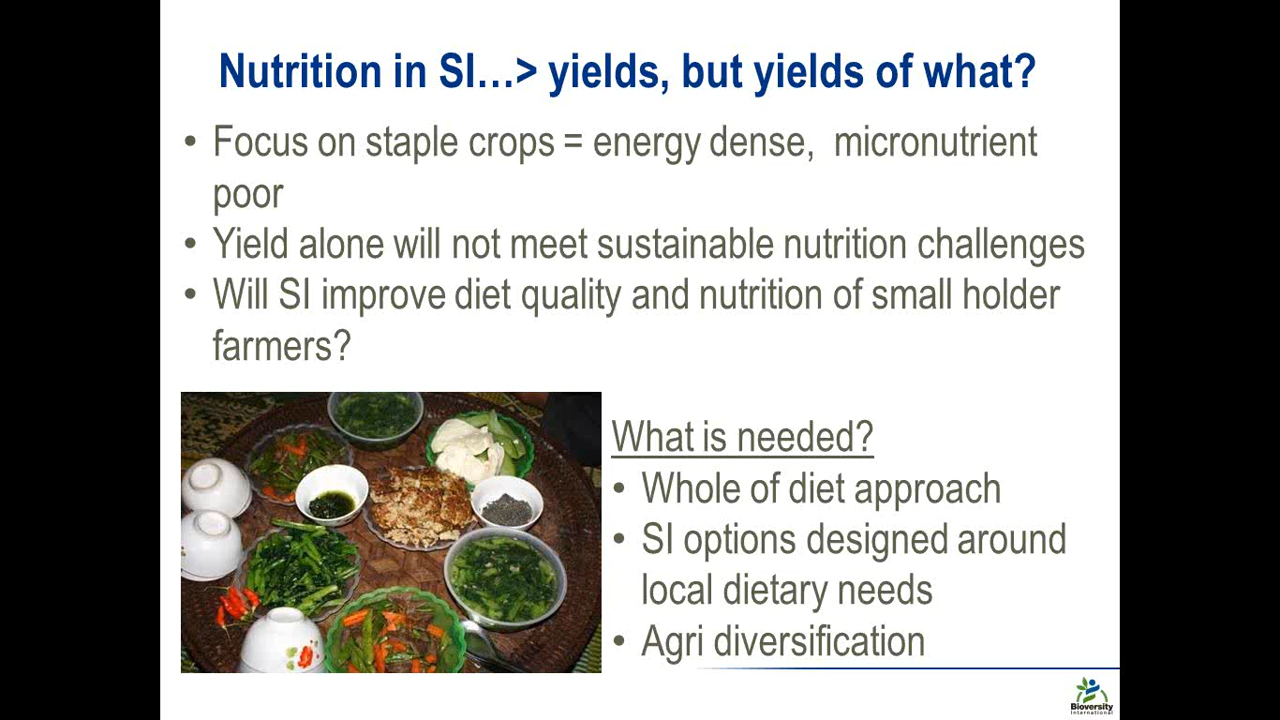 Nutrition in SI...> yields, but yields of what?
• Focus on staple crops = energy dense,  micronutrient
poor
• Yield alone will not meet sustainable nutrition challenges
• Will SI improve diet quality and nutrition of small holder
farmers?
What is needed?
• Whole of diet approach
• SI options designed around
local dietary needs
• Agri diversification
Bioversity
International